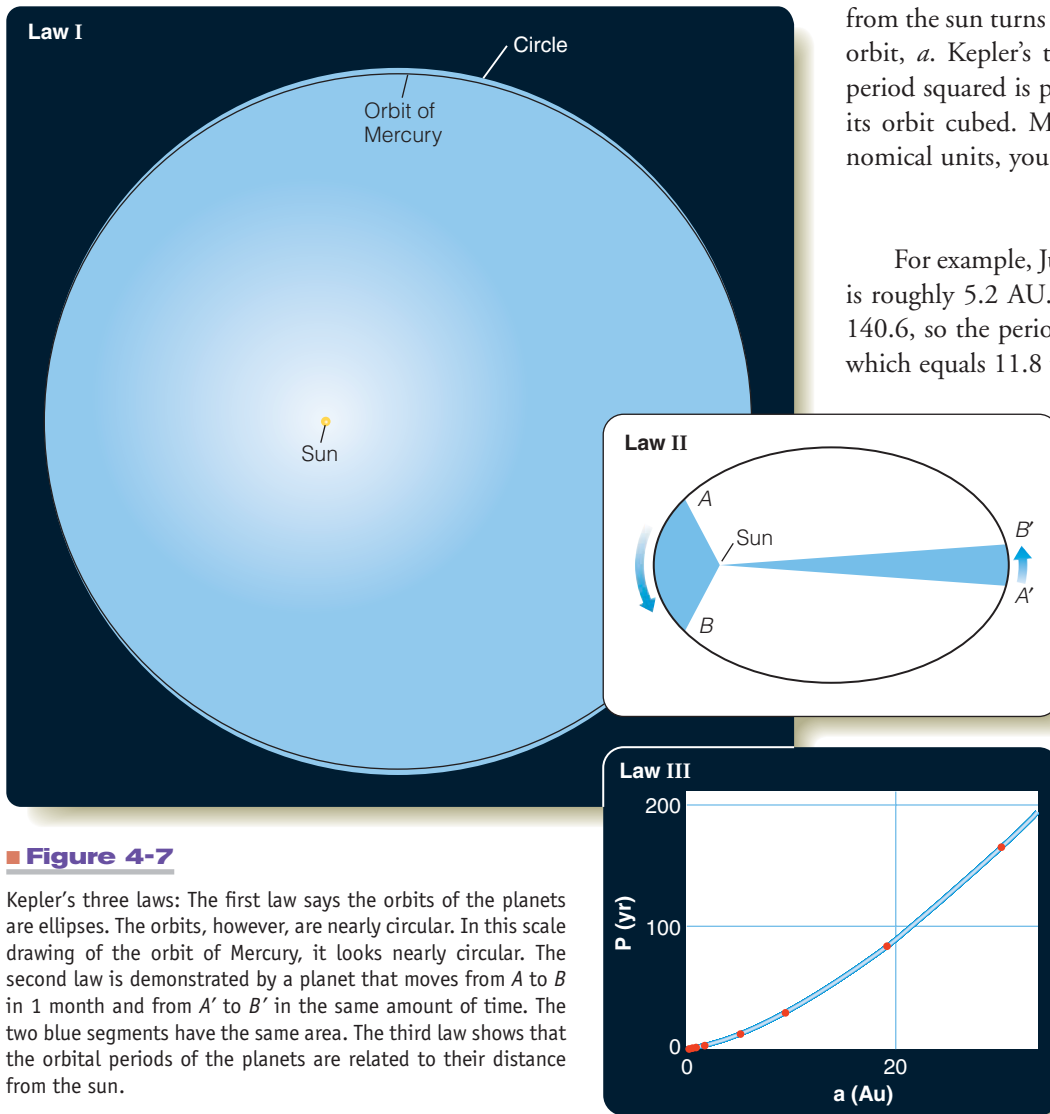 Law I
Circle
Orbit of
Mercury
Sun
from the sun turns
orbit, a. Kepler's t
period squared is p
its orbit cubed. M
nomical units, you
For example, Ju
is roughly 5.2 AU.
140.6, so the perio
which equals 11.8
Law II
A
Sun
B
B′
A′
Law III
200
100
0
P (yr)
0
20
a (Au)
■ Figure 4-7
Kepler's three laws: The first law says the orbits of the planets
are ellipses. The orbits, however, are nearly circular. In this scale
drawing of the orbit of Mercury, it looks nearly circular. The
second law is demonstrated by a planet that moves from A to B
in 1 month and from A′ to B′ in the same amount of time. The
two blue segments have the same area. The third law shows that
the orbital periods of the planets are related to their distance
from the sun.